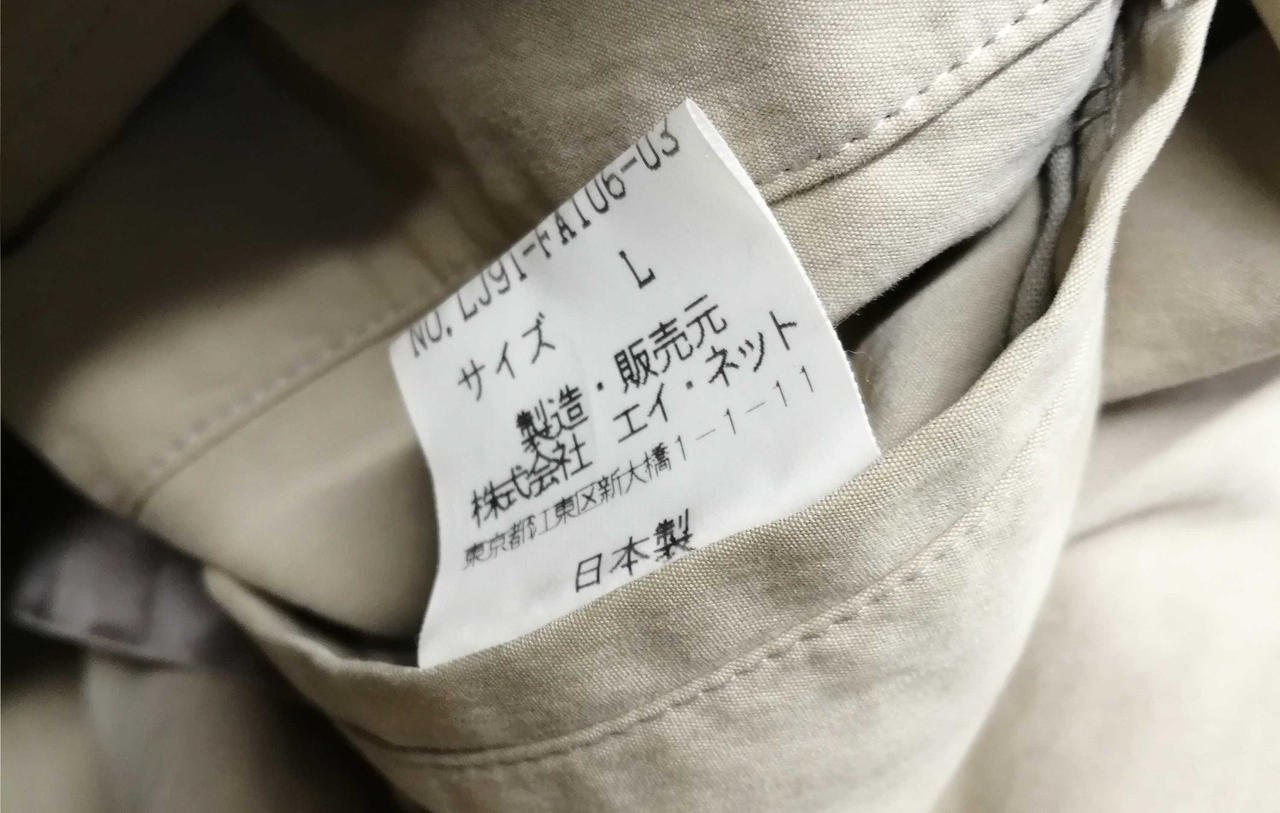 NO. LJ91-FA106-03
サイズ L
製造・販売元
株式会社 エイ・ネット
東京都江東区新大橋1-1-11
日本製